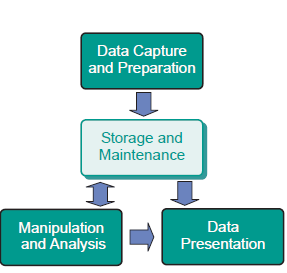 Data Capture
and Preparation
Storage and
Maintenance
Manipulation
and Analysis
Data
Presentation